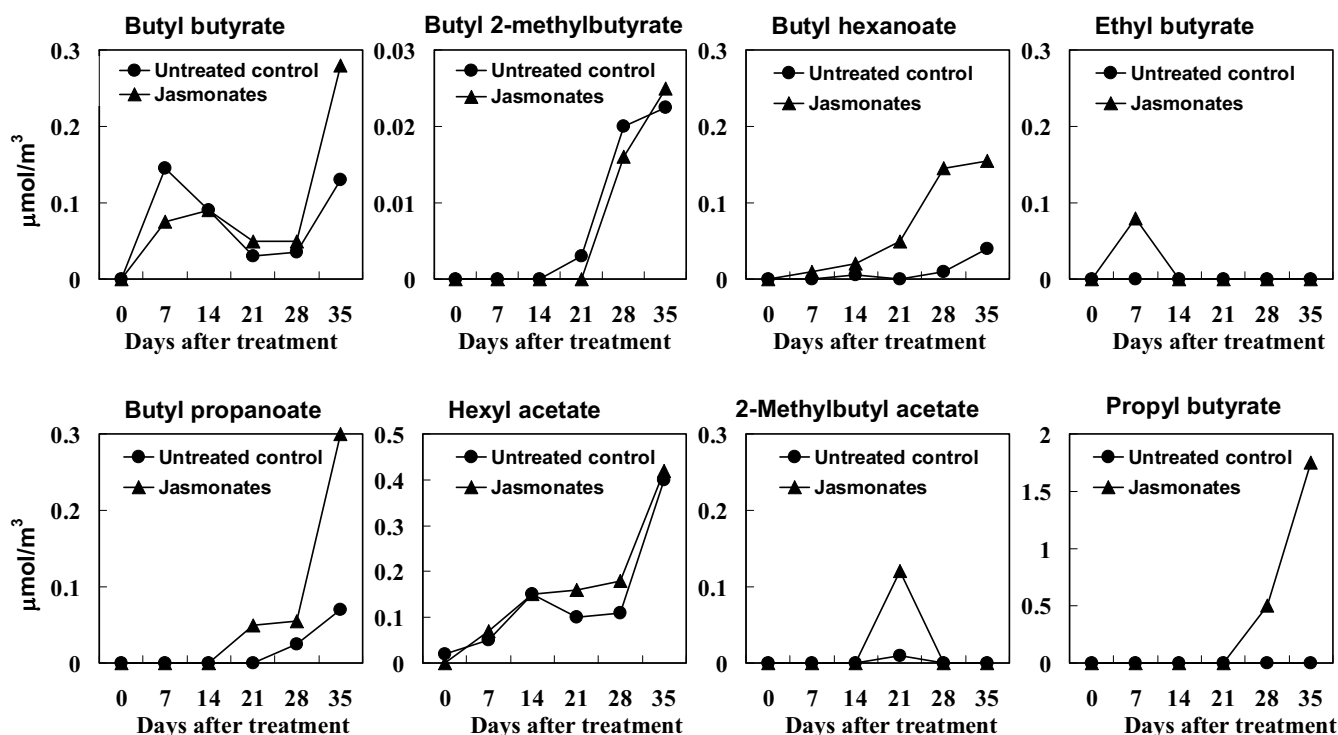 Butyl butyrate
0.3
0.2
0.1
0
μmol/m³
Untreated control
Jasmonates
0 7 14 21 28 35
Days after treatment
Butyl 2-methylbutyrate
0.03
0.02
0.01
0
Untreated control
Jasmonates
0 7 14 21 28 35
Days after treatment
Butyl hexanoate
0.3
0.2
0.1
0
Untreated control
Jasmonates
0 7 14 21 28 35
Days after treatment
Ethyl butyrate
0.3
0.2
0.1
0
Untreated control
Jasmonates
0 7 14 21 28 35
Days after treatment
Butyl propanoate
0.3
0.2
0.1
0
μmol/m³
Untreated control
Jasmonates
0 7 14 21 28 35
Days after treatment
Hexyl acetate
0.5
0.4
0.3
0.2
0.1
0
Untreated control
Jasmonates
0 7 14 21 28 35
Days after treatment
2-Methylbutyl acetate
0.3
0.2
0.1
0
Untreated control
Jasmonates
0 7 14 21 28 35
Days after treatment
Propyl butyrate
2
1.5
1
0.5
0
Untreated control
Jasmonates
0 7 14 21 28 35
Days after treatment